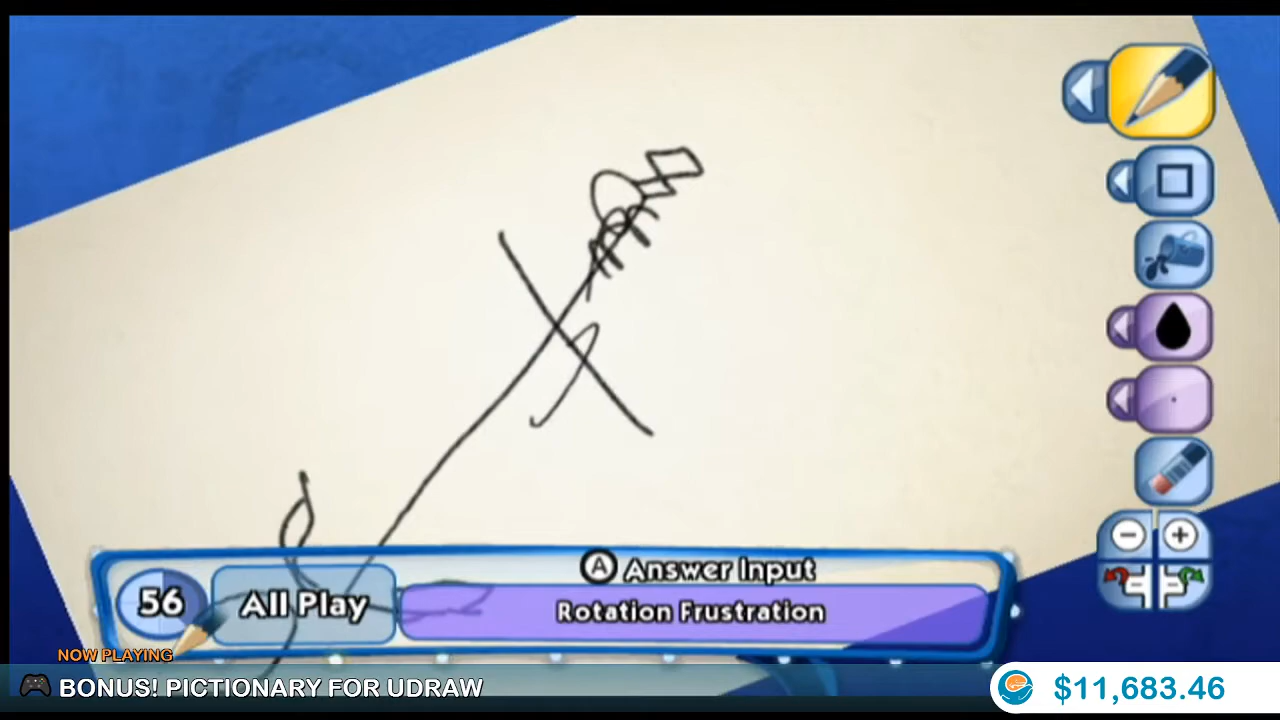 A Answer Input
56
All Play
Rotation Frustration
NOW PLAYING
BONUS! PICTIONARY FOR UDRAW
$11,683.46